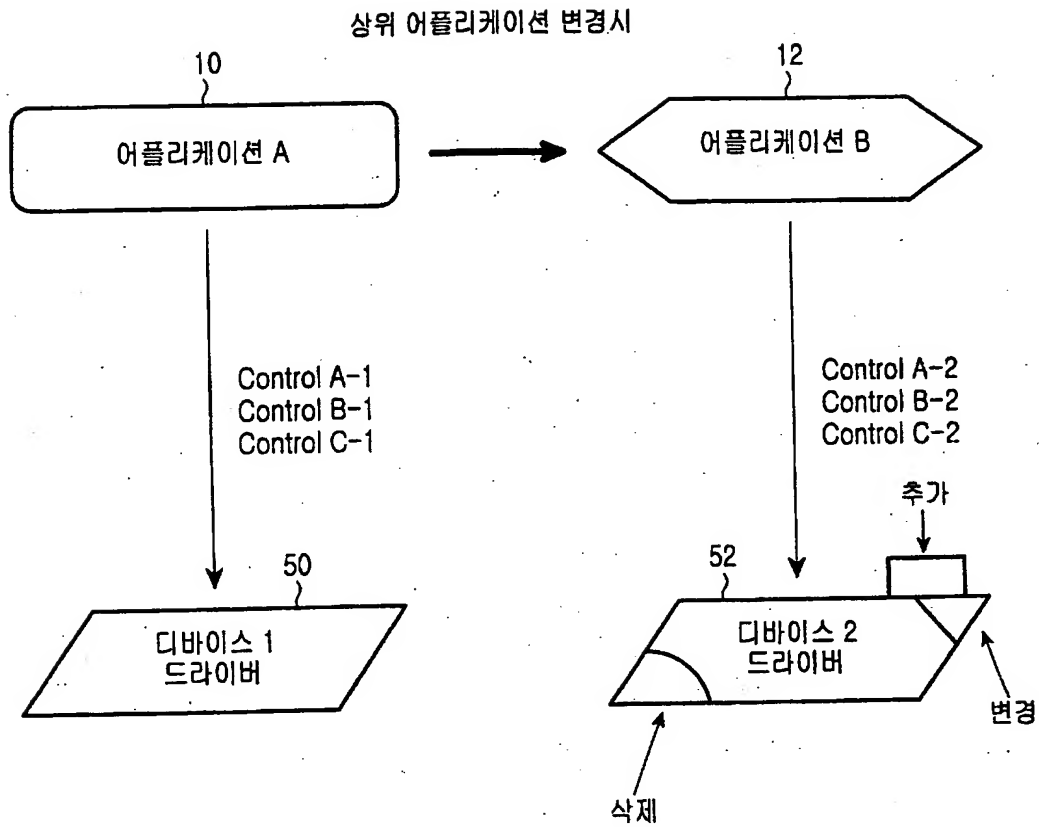 상위 어플리케이션 변경시
10
12
어플리케이션 A
어플리케이션 B
Control A-1
Control B-1
Control C-1
Control A-2
Control B-2
Control C-2
추가
50
52
디바이스 1
드라이버
디바이스 2
드라이버
변경
삭제